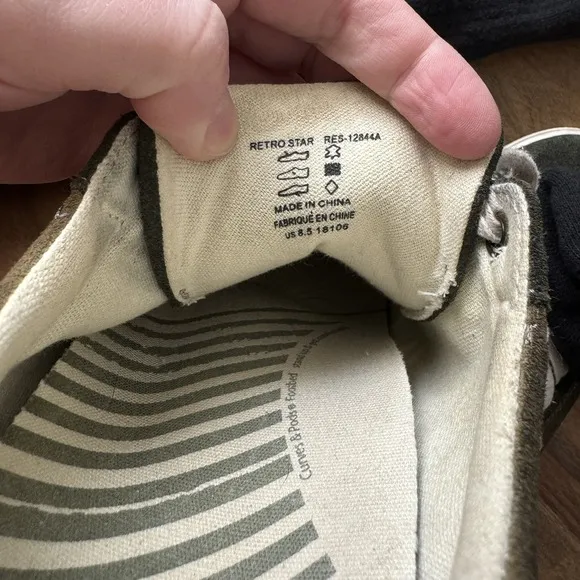 RETRO STAR RES-12844A
MADE IN CHINA
FABRIQUÉ EN CHINE
US 8.5 18106
Curves & Pods® Footbed